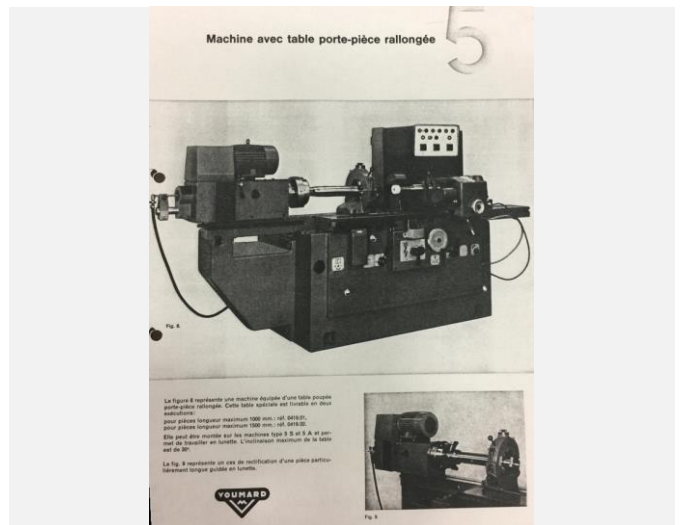 5
Machine avec table porte-pièce rallongée
Fig. 8.
La figure 8 représente une machine équipée d'une table poupée
porte-pièce rallongée. Cette table spéciale est livrable en deux
exécutions:
pour pièces longueur maximum 1000 mm.: réf. 0419.01,
pour pièces longueur maximum 1500 mm.: réf. 0419.02.
Elle peut être montée sur les machines type 5 S et 5 A et per-
met de travailler en lunette. L'inclinaison maximum de la table
est de 30°.
La fig. 9 représente un cas de rectification d'une pièce particu-
lièrement longue guidée en lunette.
VOUMARD
Fig. 9